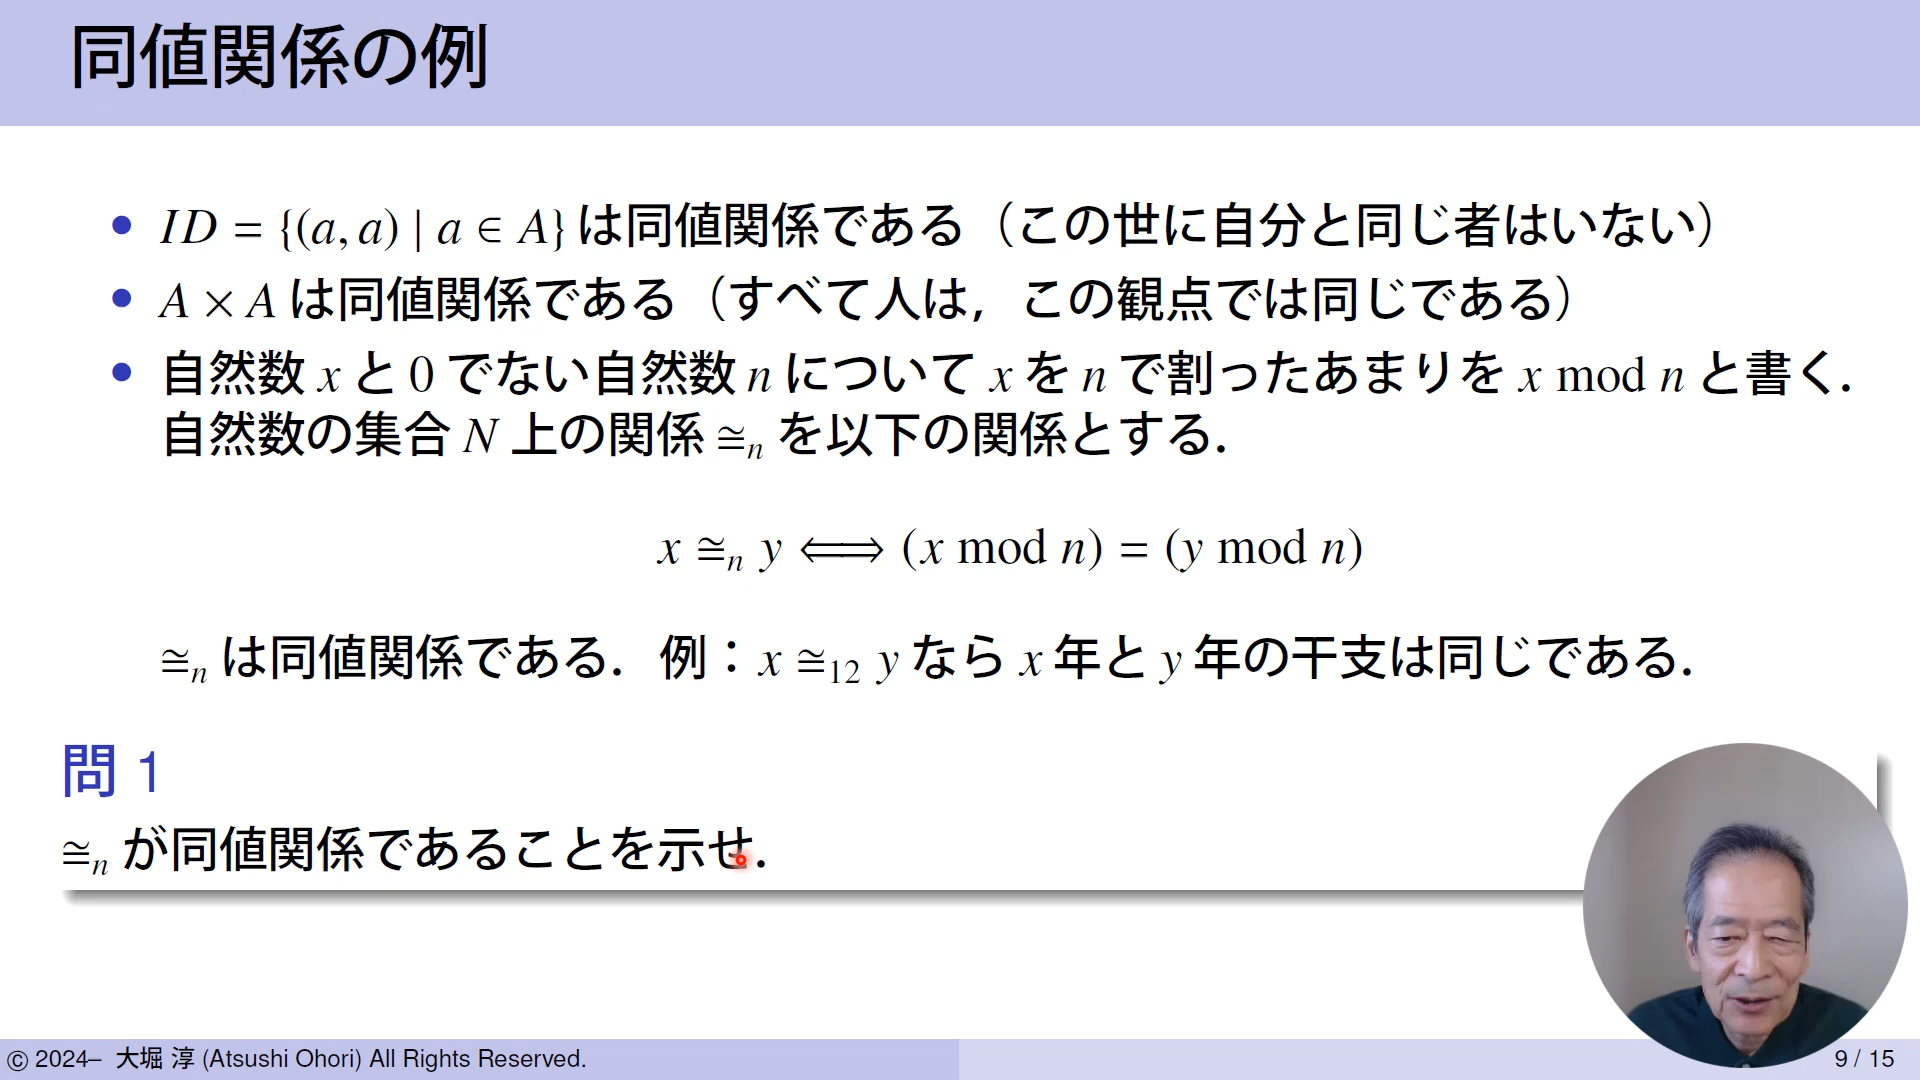 同値関係の例
• ID = {(a, a) | a ∈ A} は同値関係である（この世に自分と同じ者はいない）
• A × A は同値関係である（すべて人は，この観点では同じである）
• 自然数 x と 0 でない自然数 n について x を n で割ったあまりを x mod n と書く．
自然数の集合 N 上の関係 ≅ₙ を以下の関係とする．
x ≅ₙ y ⟺ (x mod n) = (y mod n)
≅ₙ は同値関係である．例：x ≅₁₂ y なら x 年と y 年の干支は同じである．
問 1
≅ₙ が同値関係であることを示せ．
© 2024– 大堀 淳 (Atsushi Ohori) All Rights Reserved.
9 / 15